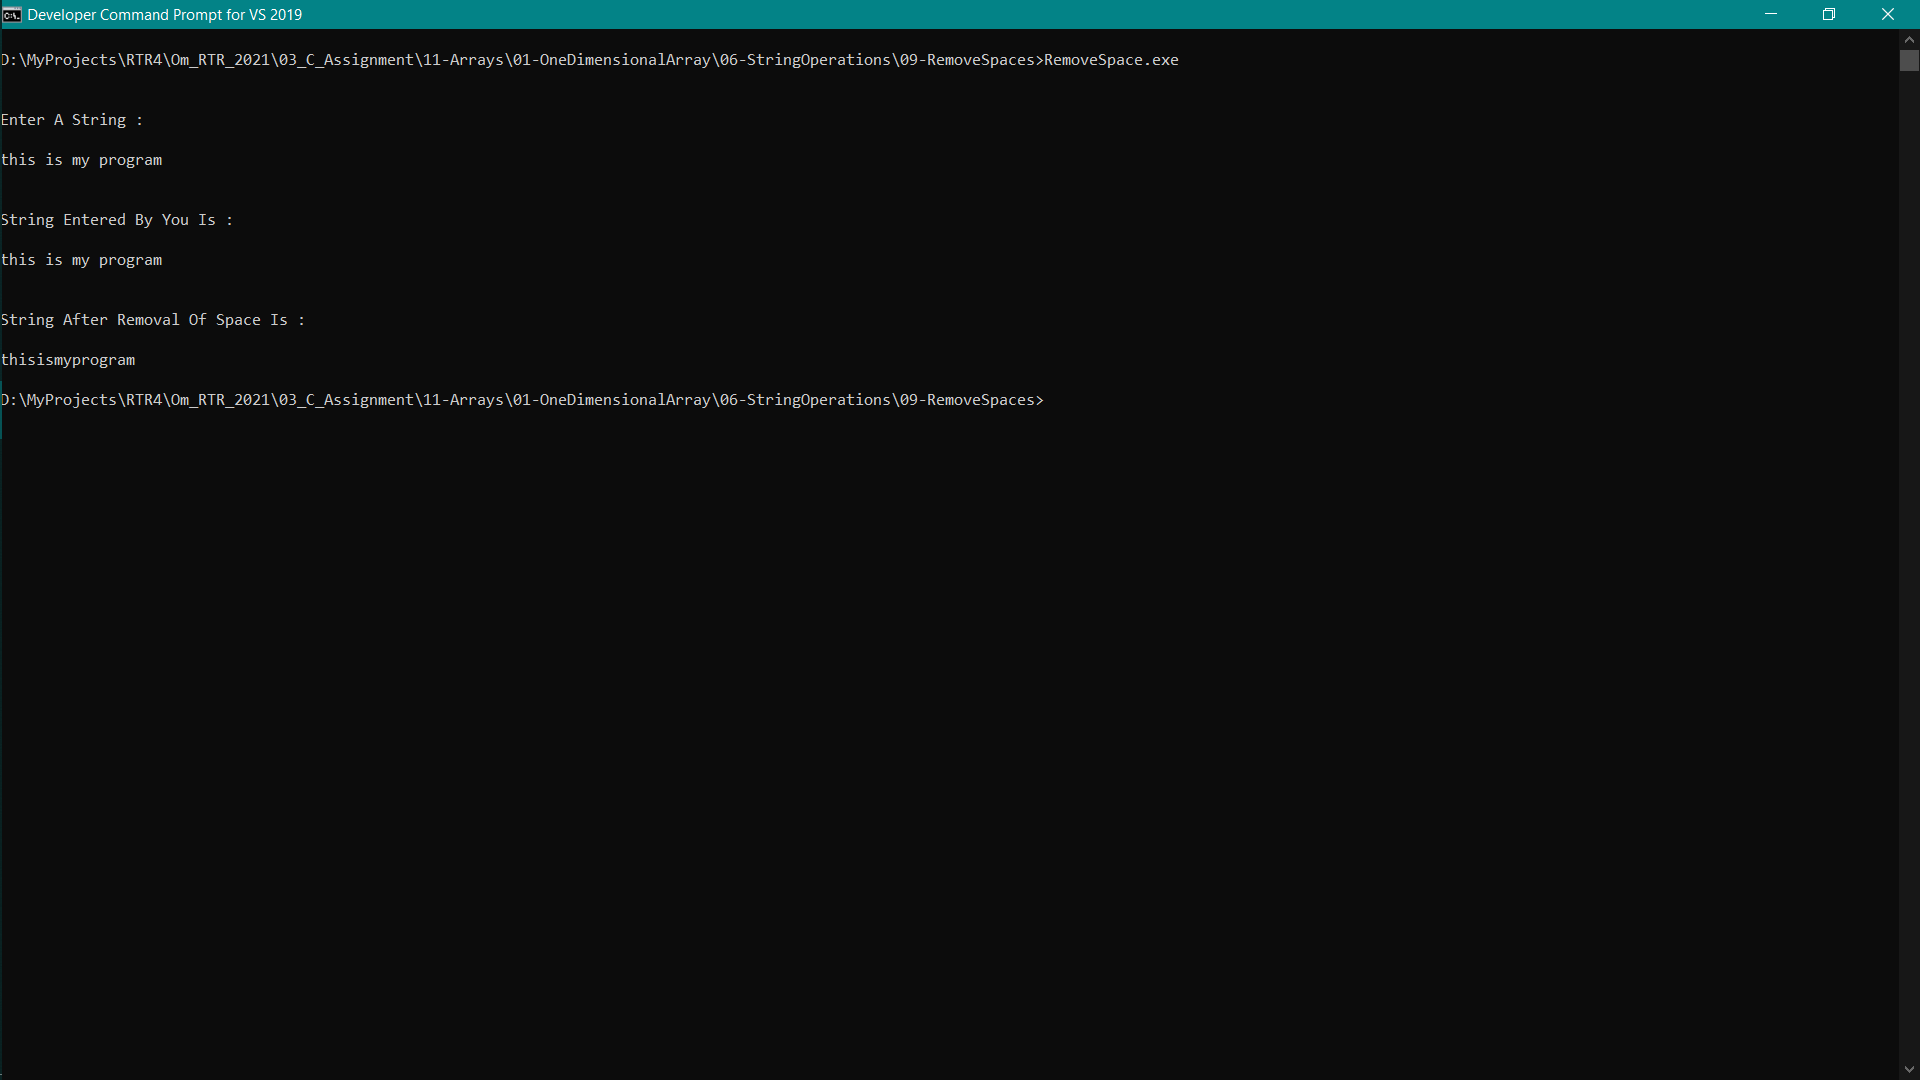 Developer Command Prompt for VS 2019
D:\MyProjects\RTR4\Om_RTR_2021\03_C_Assignment\11-Arrays\01-OneDimensionalArray\06-StringOperations\09-RemoveSpaces>RemoveSpace.exe
Enter A String :
this is my program
String Entered By You Is :
this is my program
String After Removal Of Space Is :
thisismyprogram
D:\MyProjects\RTR4\Om_RTR_2021\03_C_Assignment\11-Arrays\01-OneDimensionalArray\06-StringOperations\09-RemoveSpaces>